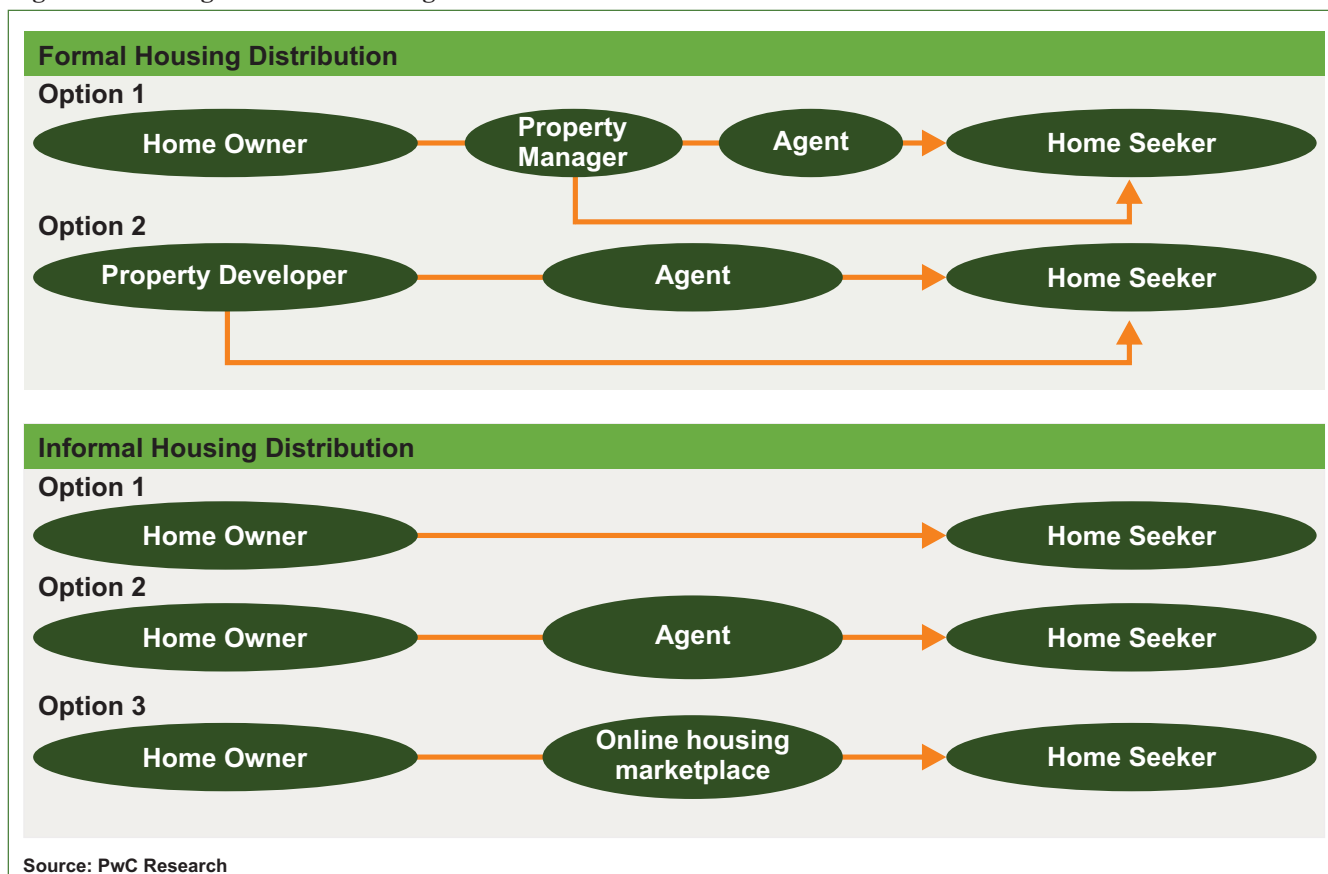 Formal Housing Distribution
Option 1
Home Owner
Property
Manager
Agent
Home Seeker
Option 2
Property Developer
Agent
Home Seeker
Informal Housing Distribution
Option 1
Home Owner
Home Seeker
Option 2
Home Owner
Agent
Home Seeker
Option 3
Home Owner
Online housing
marketplace
Home Seeker
Source: PwC Research